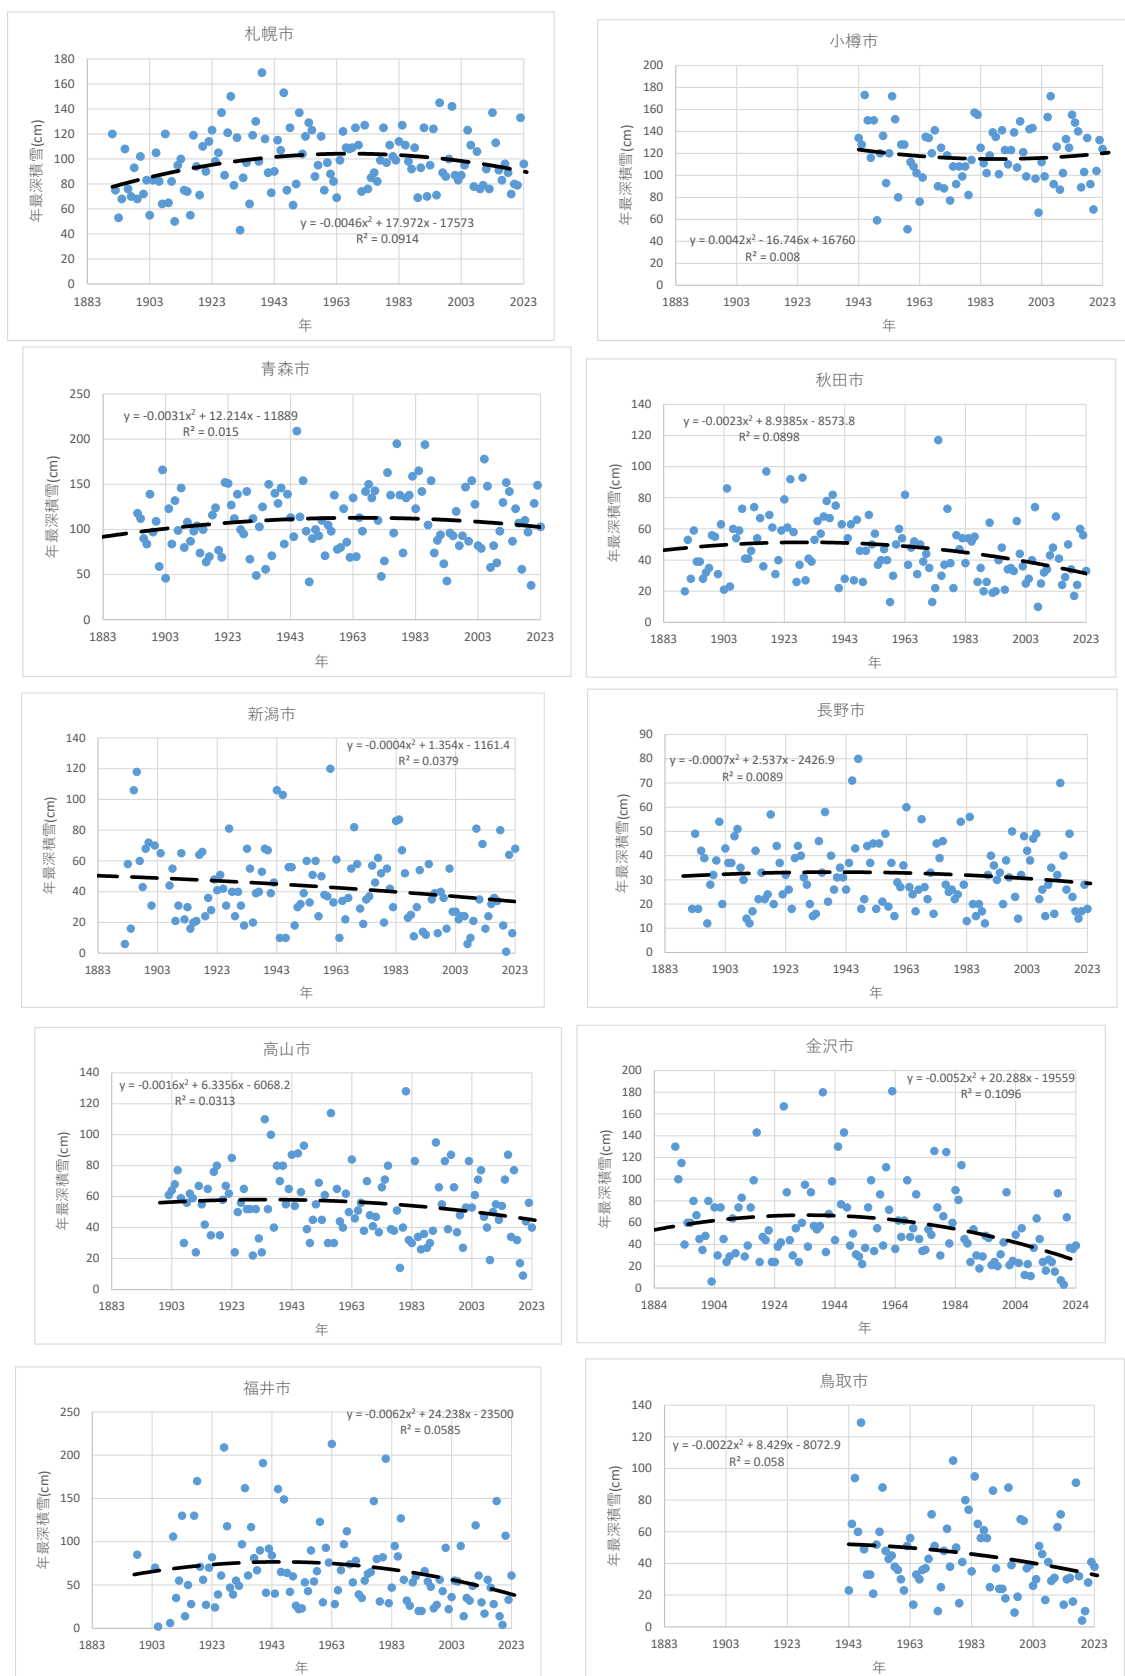 札幌市
180
160
140
120
100
80
60
40
20
0
年最深積雪(cm)
y = -0.0046x² + 17.972x - 17573
R² = 0.0914
1883 1903 1923 1943 1963 1983 2003 2023
年
小樽市
200
180
160
140
120
100
80
60
40
20
0
年最深積雪(cm)
y = 0.0042x² - 16.746x + 16760
R² = 0.008
1883 1903 1923 1943 1963 1983 2003 2023
年
青森市
250
200
150
100
50
0
年最深積雪(cm)
y = -0.0031x² + 12.214x - 11889
R² = 0.015
1883 1903 1923 1943 1963 1983 2003 2023
年
秋田市
140
120
100
80
60
40
20
0
年最深積雪(cm)
y = -0.0023x² + 8.9385x - 8573.8
R² = 0.0898
1883 1903 1923 1943 1963 1983 2003 2023
年
新潟市
140
120
100
80
60
40
20
0
年最深積雪(cm)
y = -0.0004x² + 1.354x - 1161.4
R² = 0.0379
1883 1903 1923 1943 1963 1983 2003 2023
年
長野市
90
80
70
60
50
40
30
20
10
0
年最深積雪(cm)
y = -0.0007x² + 2.537x - 2426.9
R² = 0.0089
1883 1903 1923 1943 1963 1983 2003 2023
年
高山市
140
120
100
80
60
40
20
0
年最深積雪(cm)
y = -0.0016x² + 6.3356x - 6068.2
R² = 0.0313
1883 1903 1923 1943 1963 1983 2003 2023
年
金沢市
200
180
160
140
120
100
80
60
40
20
0
年最深積雪(cm)
y = -0.0052x² + 20.288x - 19559
R² = 0.1096
1884 1904 1924 1944 1964 1984 2004 2024
年
福井市
250
200
150
100
50
0
年最深積雪(cm)
y = -0.0062x² + 24.238x - 23500
R² = 0.0585
1883 1903 1923 1943 1963 1983 2003 2023
年
鳥取市
140
120
100
80
60
40
20
0
年最深積雪(cm)
y = -0.0022x² + 8.429x - 8072.9
R² = 0.058
1883 1903 1923 1943 1963 1983 2003 2023
年